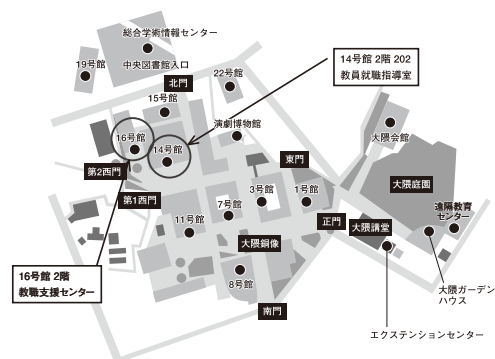 総合学術情報センター
中央図書館入口
19号館
北門
22号館
14号館 2階 202
教員就職指導室
15号館
演劇博物館
16号館
14号館
大隈会館
第2西門
東門
大隈庭園
第1西門
3号館
1号館
7号館
遠隔教育
センター
11号館
正門
大隈講堂
大隈銅像
16号館 2階
教職支援センター
8号館
大隈ガーデン
ハウス
南門
エクステンションセンター